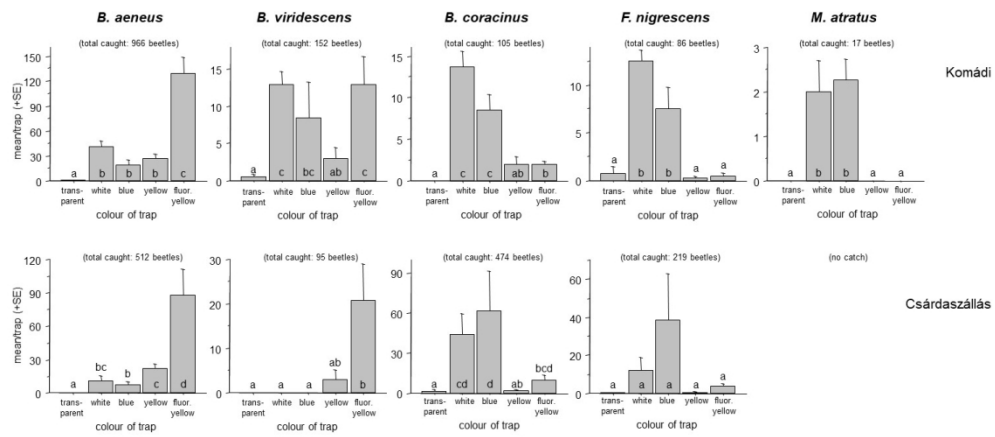 B. aeneus B. viridescens B. coracinus F. nigrescens M. atratus
(total caught: 966 beetles) (total caught: 152 beetles) (total caught: 105 beetles) (total caught: 86 beetles) (total caught: 17 beetles)
Komádi
mean/trap (+SE)
150
120
90
60
30
0
a b b b c
trans-parent white blue yellow fluor. yellow
colour of trap
15
10
5
0
a c bc ab c
trans-parent white blue yellow fluor. yellow
colour of trap
15
10
5
0
a c c ab b
trans-parent white blue yellow fluor. yellow
colour of trap
10
5
0
a b b a a
trans-parent white blue yellow fluor. yellow
colour of trap
3
2
1
0
a b b a a
trans-parent white blue yellow fluor. yellow
colour of trap
(total caught: 512 beetles) (total caught: 95 beetles) (total caught: 474 beetles) (total caught: 219 beetles) (no catch)
Csárdaszállás
mean/trap (+SE)
120
90
60
30
0
a bc b c d
trans-parent white blue yellow fluor. yellow
colour of trap
30
20
10
0
a a a ab b
trans-parent white blue yellow fluor. yellow
colour of trap
90
60
30
0
a cd d ab bcd
trans-parent white blue yellow fluor. yellow
colour of trap
60
40
20
0
a a a a a
trans-parent white blue yellow fluor. yellow
colour of trap